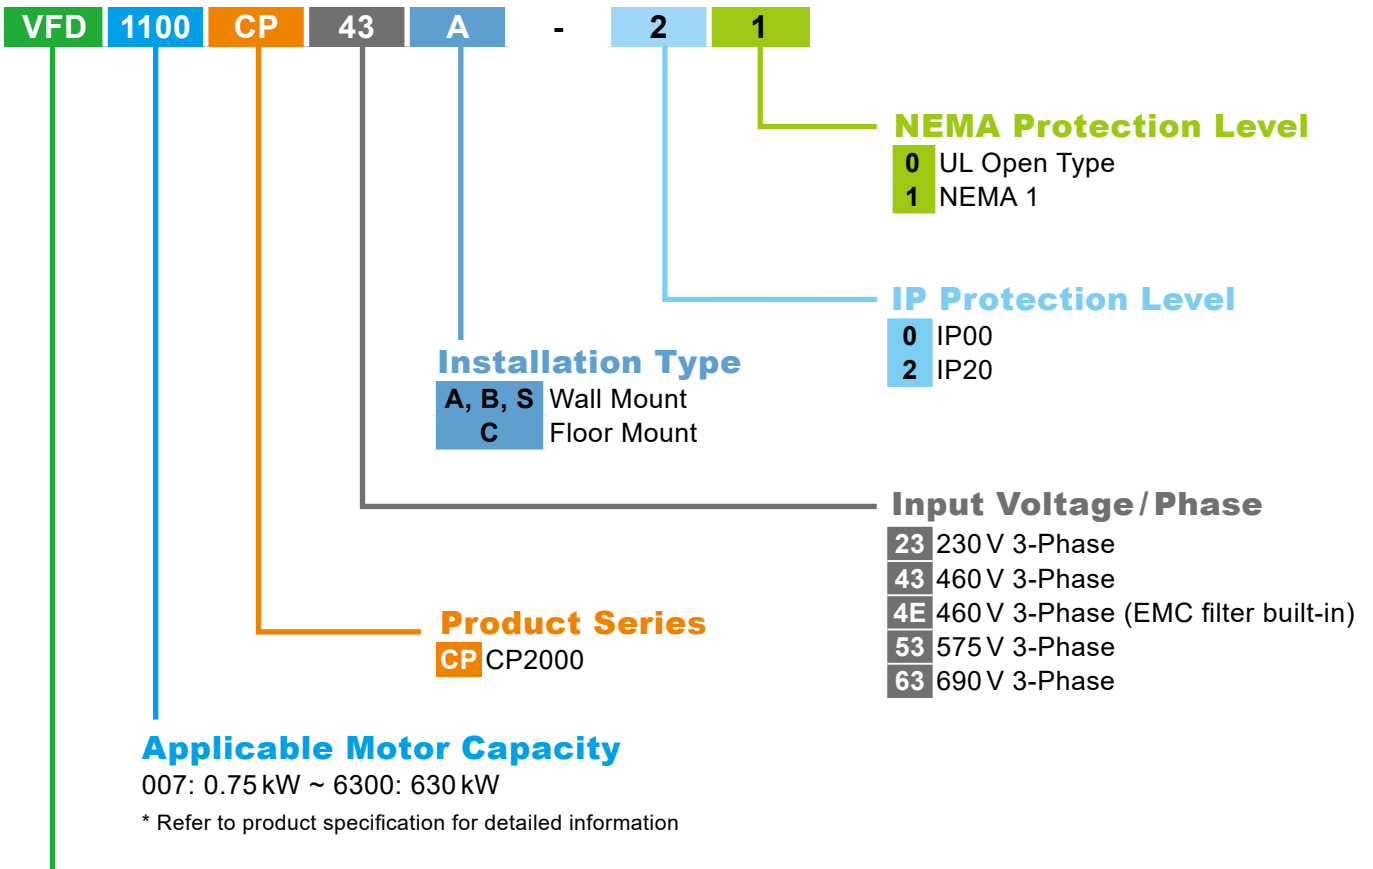 VFD 1100 CP 43 A - 2 1
NEMA Protection Level
0 UL Open Type
1 NEMA 1
IP Protection Level
0 IP00
2 IP20
Installation Type
A, B, S Wall Mount
C Floor Mount
Input Voltage/Phase
23 230 V 3-Phase
43 460 V 3-Phase
4E 460 V 3-Phase (EMC filter built-in)
53 575 V 3-Phase
63 690 V 3-Phase
Product Series
CP CP2000
Applicable Motor Capacity
007: 0.75 kW ~ 6300: 630 kW
* Refer to product specification for detailed information